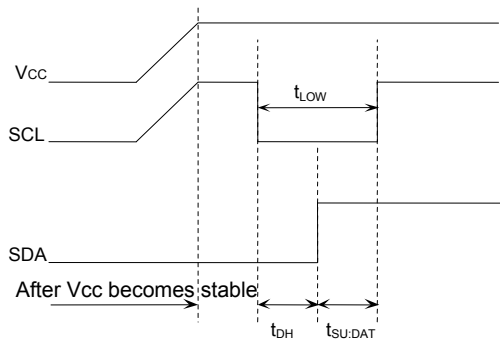 VCC
tLOW
SCL
SDA
After Vcc becomes stable
tDH
tSU:DAT